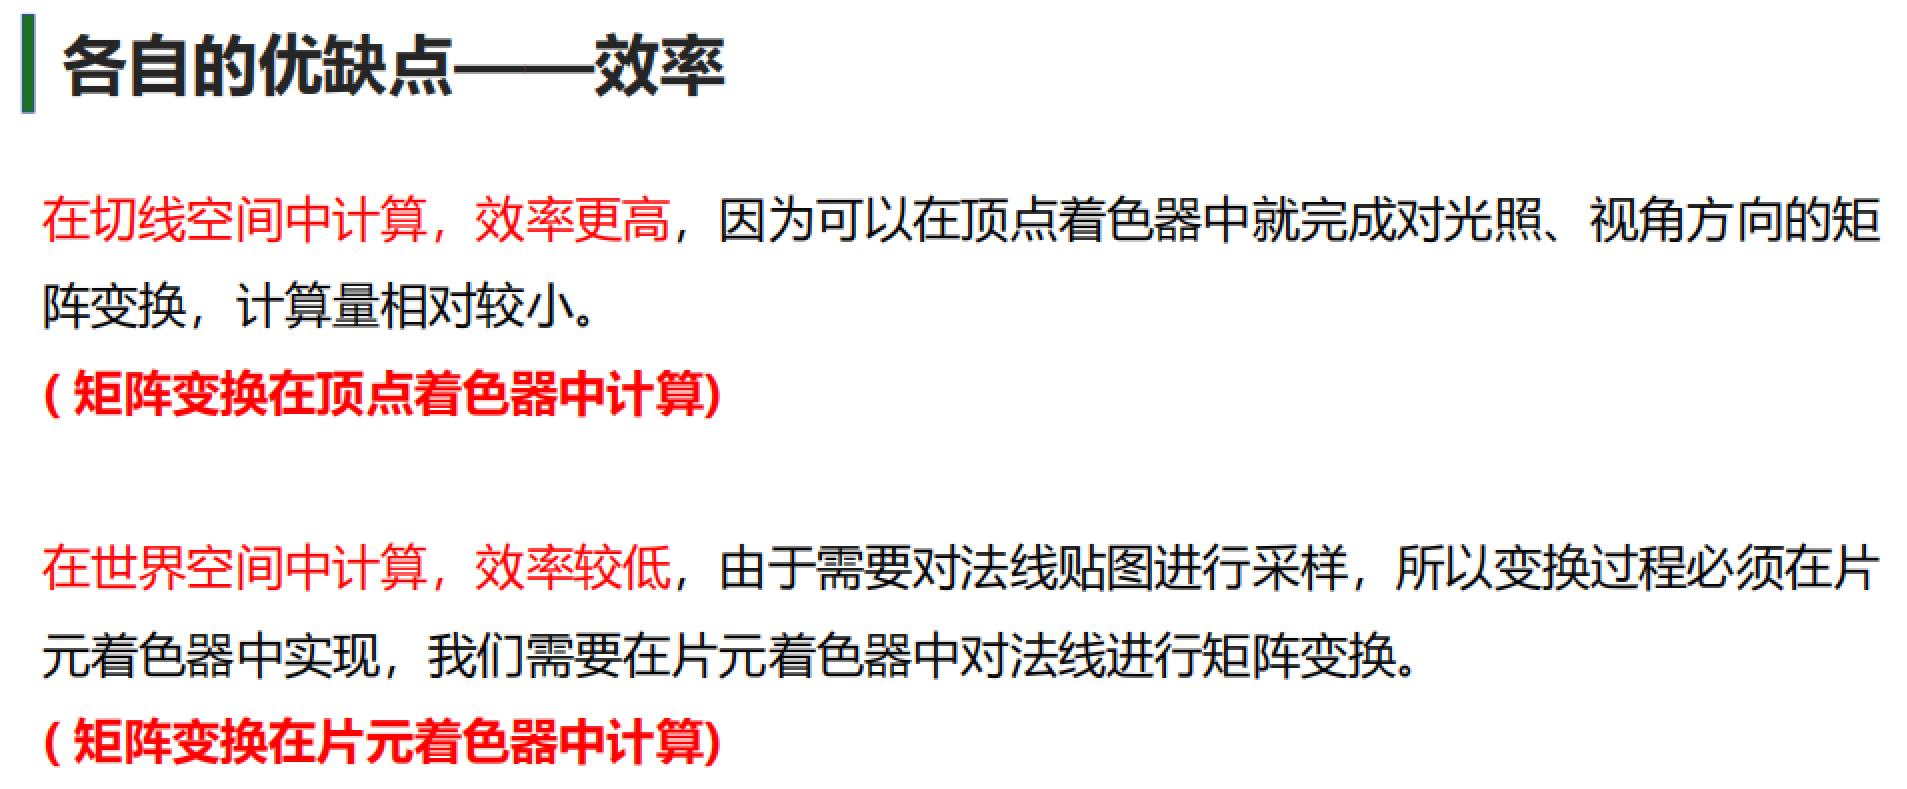 各自的优缺点——效率
在切线空间中计算，效率更高，因为可以在顶点着色器中就完成对光照、视角方向的矩
阵变换，计算量相对较小。
( 矩阵变换在顶点着色器中计算)
在世界空间中计算，效率较低，由于需要对法线贴图进行采样，所以变换过程必须在片
元着色器中实现，我们需要在片元着色器中对法线进行矩阵变换。
( 矩阵变换在片元着色器中计算)